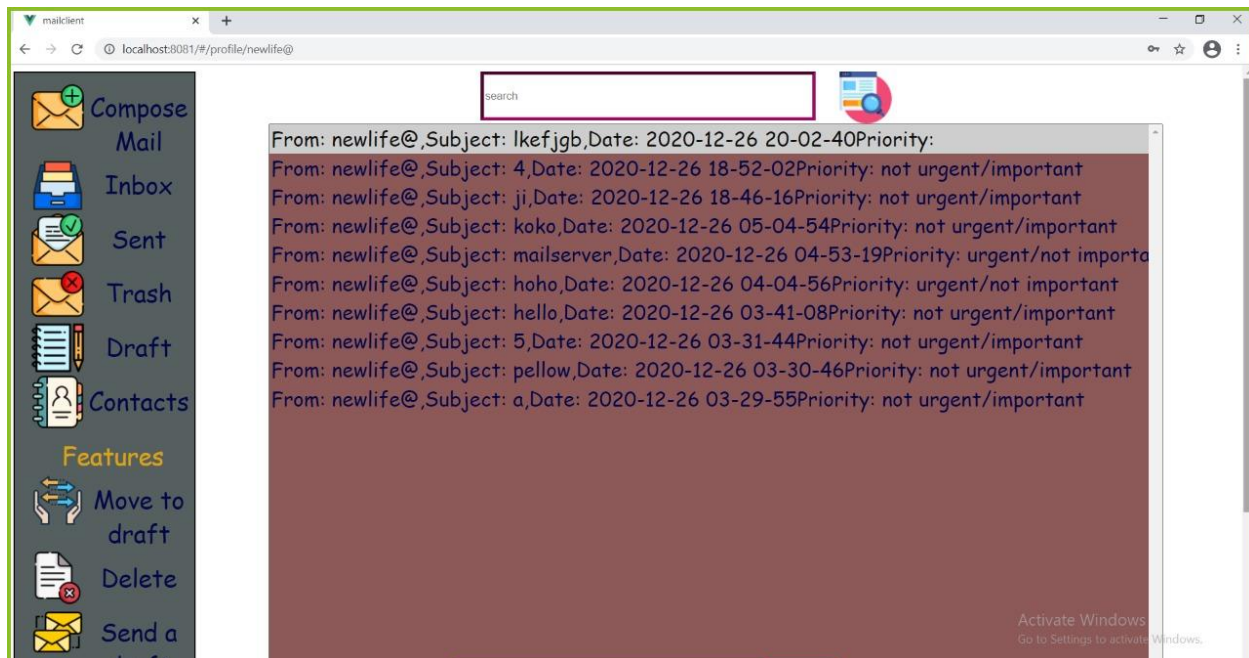 mailclient
localhost:8081/#/profile/newlife@
search
Compose
Mail
Inbox
Sent
Trash
Draft
Contacts
Features
Move to
draft
Delete
Send a
From: newlife@,Subject: lkefjgb,Date: 2020-12-26 20-02-40Priority:
From: newlife@,Subject: 4,Date: 2020-12-26 18-52-02Priority: not urgent/important
From: newlife@,Subject: ji,Date: 2020-12-26 18-46-16Priority: not urgent/important
From: newlife@,Subject: koko,Date: 2020-12-26 05-04-54Priority: not urgent/important
From: newlife@,Subject: mailserver,Date: 2020-12-26 04-53-19Priority: urgent/not importa
From: newlife@,Subject: hoho,Date: 2020-12-26 04-04-56Priority: urgent/not important
From: newlife@,Subject: hello,Date: 2020-12-26 03-41-08Priority: not urgent/important
From: newlife@,Subject: 5,Date: 2020-12-26 03-31-44Priority: not urgent/important
From: newlife@,Subject: pellow,Date: 2020-12-26 03-30-46Priority: not urgent/important
From: newlife@,Subject: a,Date: 2020-12-26 03-29-55Priority: not urgent/important
Activate Windows
Go to Settings to activate Windows.